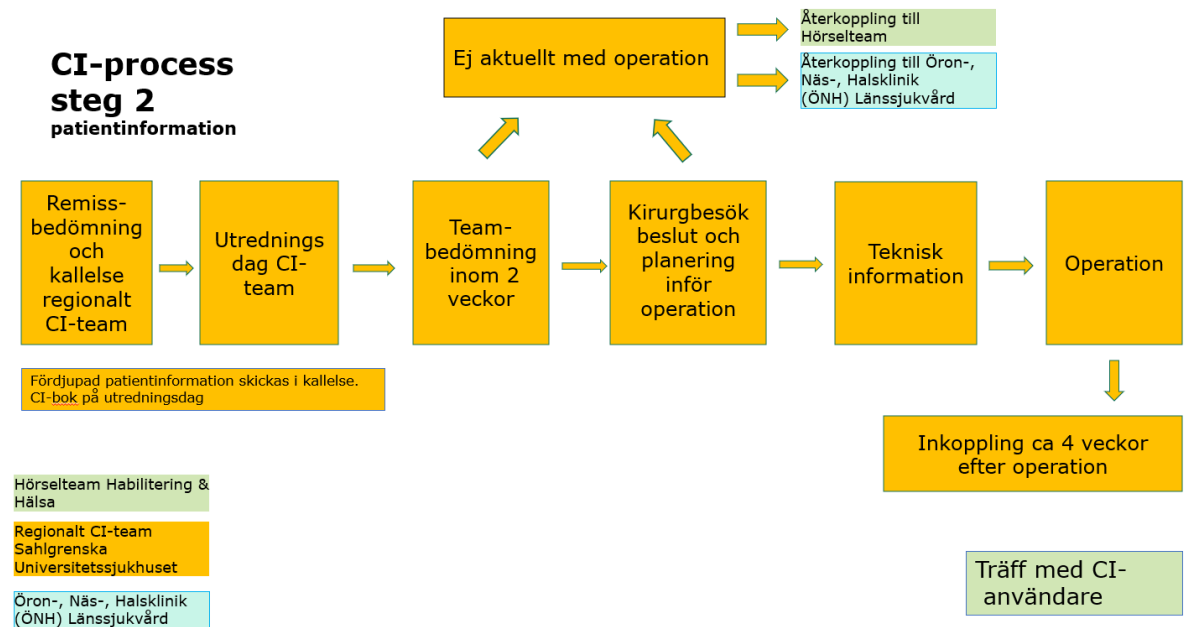 CI-process
steg 2
patientinformation
Ej aktuellt med operation
Återkoppling till
Hörselteam
Återkoppling till Öron-,
Näs-, Halsklinik
(ÖNH) Länssjukvård
Remiss-
bedömning
och
kallelse
regionalt
CI-team
Utrednings
dag CI-
team
Team-
bedömning
inom 2
veckor
Kirurgbesök
beslut och
planering
inför
operation
Teknisk
information
Operation
Fördjupad patientinformation skickas i kallelse.
CI-bok på utredningsdag
Inkoppling ca 4 veckor
efter operation
Hörselteam Habilitering &
Hälsa
Regionalt CI-team
Sahlgrenska
Universitetssjukhuset
Öron-, Näs-, Halsklinik
(ÖNH) Länssjukvård
Träff med CI-
användare